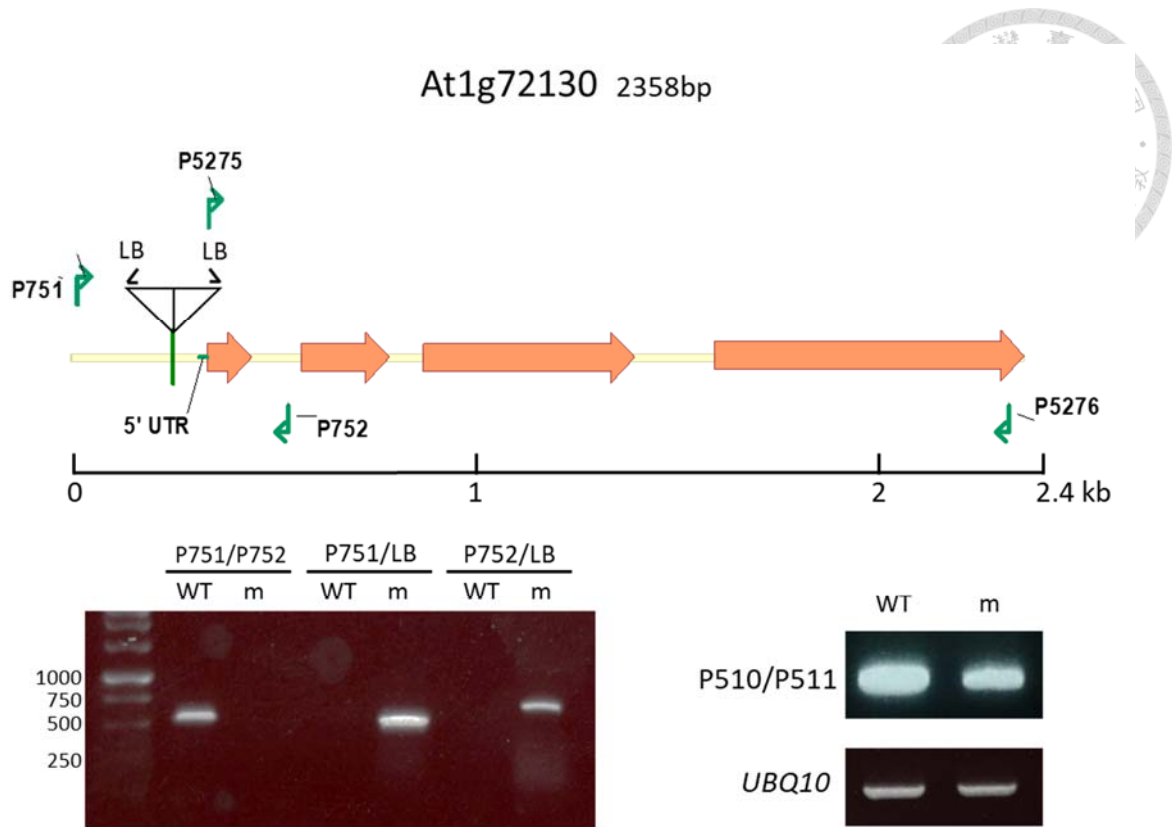 At1g72130 2358bp
P5275
LB LB
P751
5' UTR
P752
P5276
0 1 2 2.4 kb
P751/P752 P751/LB P752/LB
WT m WT m WT m
1000
750
500
250
WT m
P510/P511
UBQ10